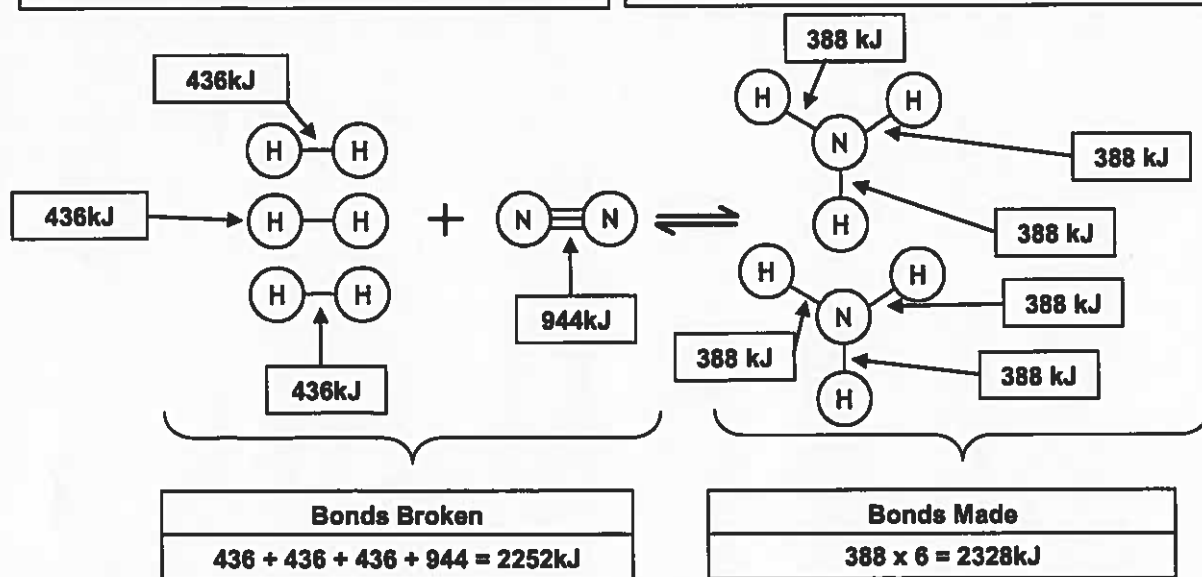 388 kJ
436kJ
H H
H H
N
388 kJ
436kJ
H H + N N
H
388 kJ
H H
H H
N
944kJ
388 kJ
388 kJ
436kJ
388 kJ
H
Bonds Broken
436 + 436 + 436 + 944 = 2252kJ
Bonds Made
388 x 6 = 2328kJ